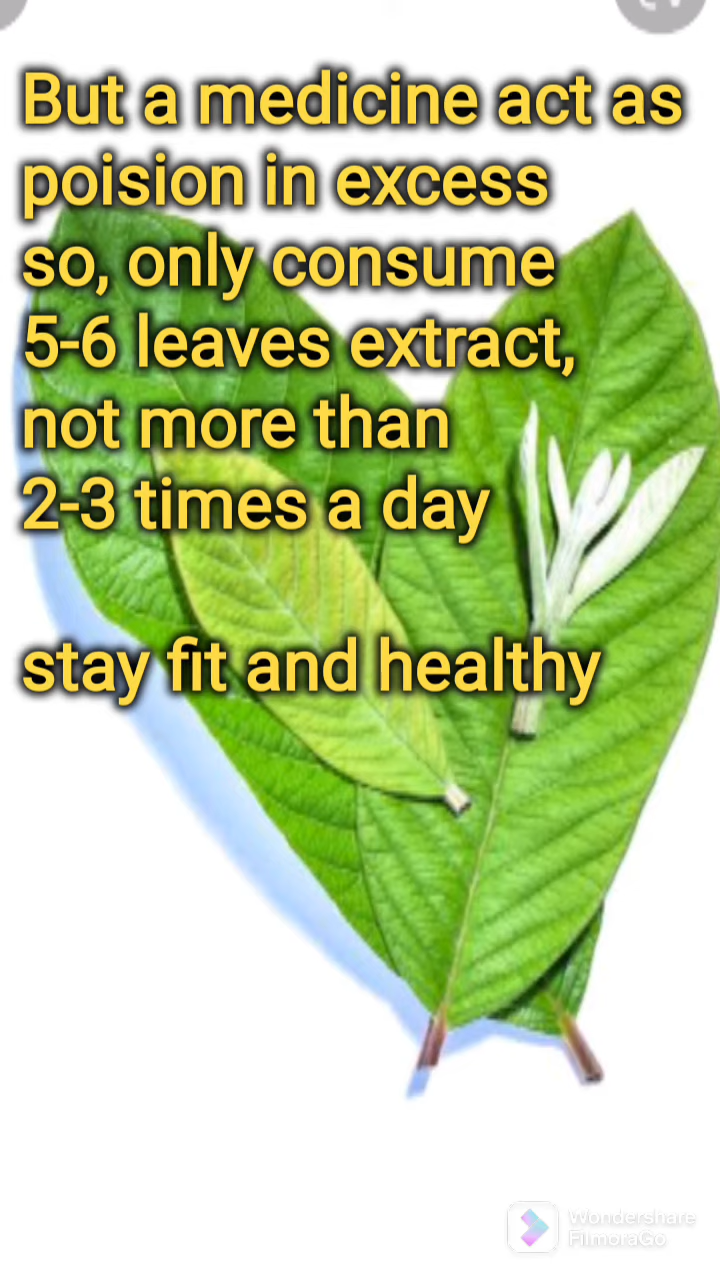 But a medicine act as
poision in excess
so, only consume
5-6 leaves extract,
not more than
2-3 times a day
stay fit and healthy
Wondershare
FilmoraGo